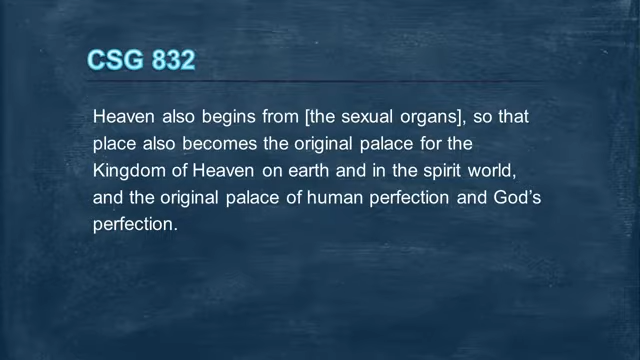 CSG 832
Heaven also begins from [the sexual organs], so that
place also becomes the original palace for the
Kingdom of Heaven on earth and in the spirit world,
and the original palace of human perfection and God’s
perfection.